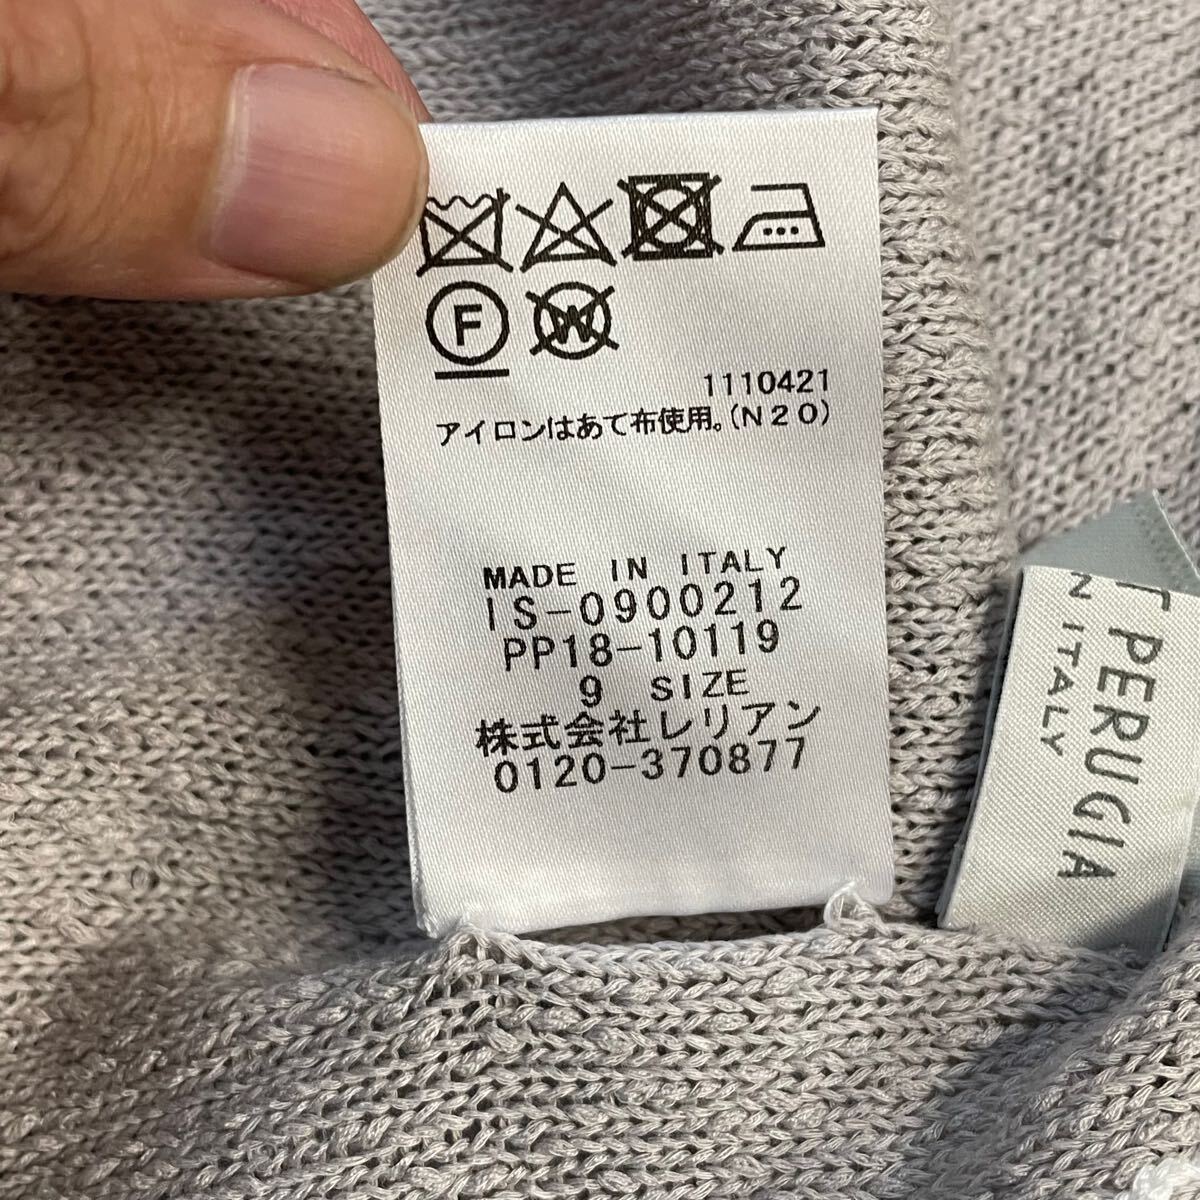 F W
1110421
アイロンはあて布使用。(N20)
MADE IN ITALY
IS-0900212
PP18-10119
9 SIZE
株式会社レリアン
0120-370877
PERUGIA
ITALY